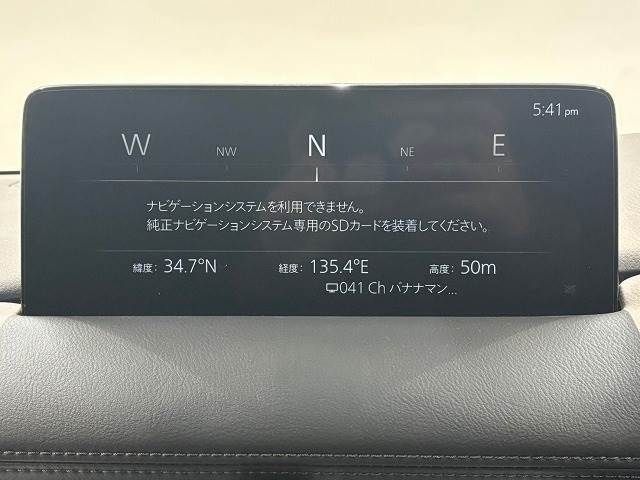 5:41 pm
W NW N NE E
ナビゲーションシステムを利用できません。
純正ナビゲーションシステム専用のSDカードを装着してください。
緯度: 34.7°N 経度: 135.4°E 高度: 50m
041 Ch バナナマン...